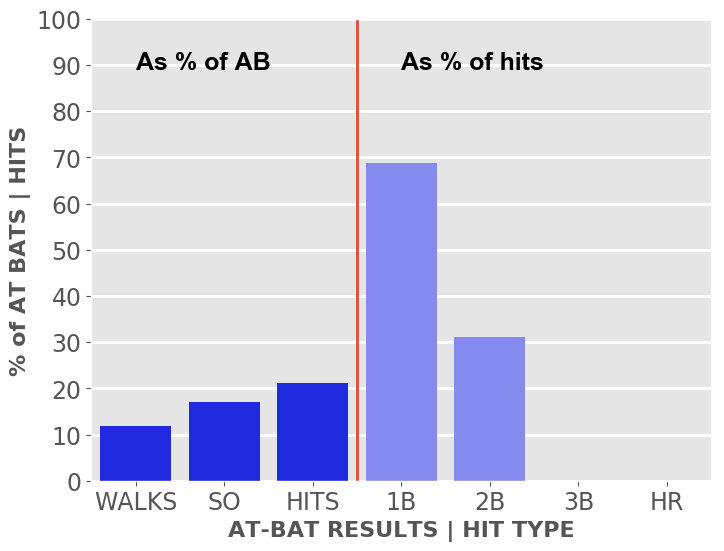 100
90
80
70
60
50
40
30
20
10
0
% of AT BATS | HITS
As % of AB
As % of hits
WALKS SO HITS 1B 2B 3B HR
AT-BAT RESULTS | HIT TYPE